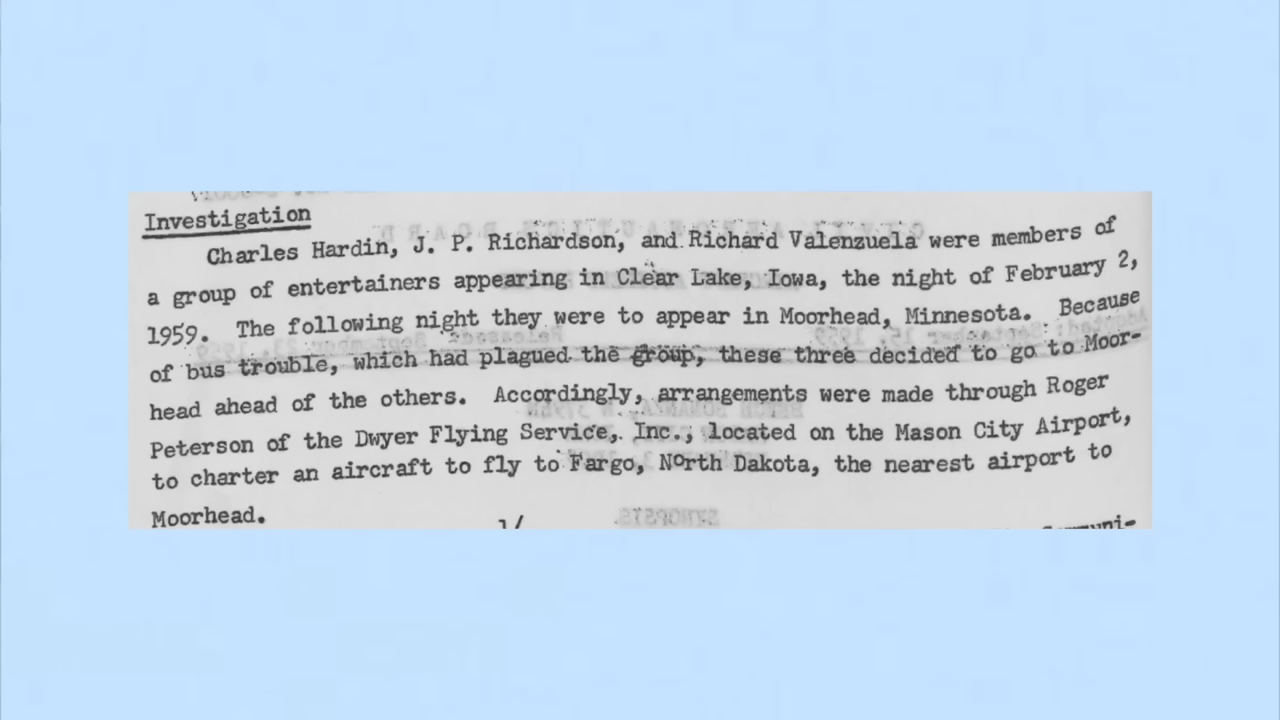 Investigation
Charles Hardin, J. P. Richardson, and Richard Valenzuela were members of
a group of entertainers appearing in Clear Lake, Iowa, the night of February 2,
1959. The following night they were to appear in Moorhead, Minnesota. Because
of bus trouble, which had plagued the group, these three decided to go to Moor-
head ahead of the others. Accordingly, arrangements were made through Roger
Peterson of the Dwyer Flying Service, Inc., located on the Mason City Airport,
to charter an aircraft to fly to Fargo, North Dakota, the nearest airport to
Moorhead.